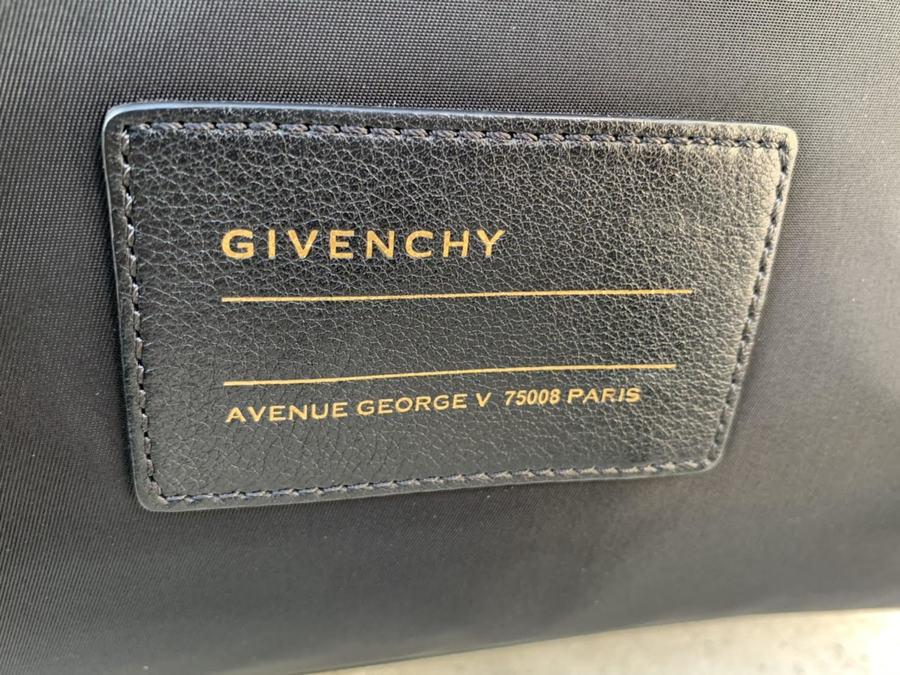 GIVENCHY
AVENUE GEORGE V 75008 PARIS